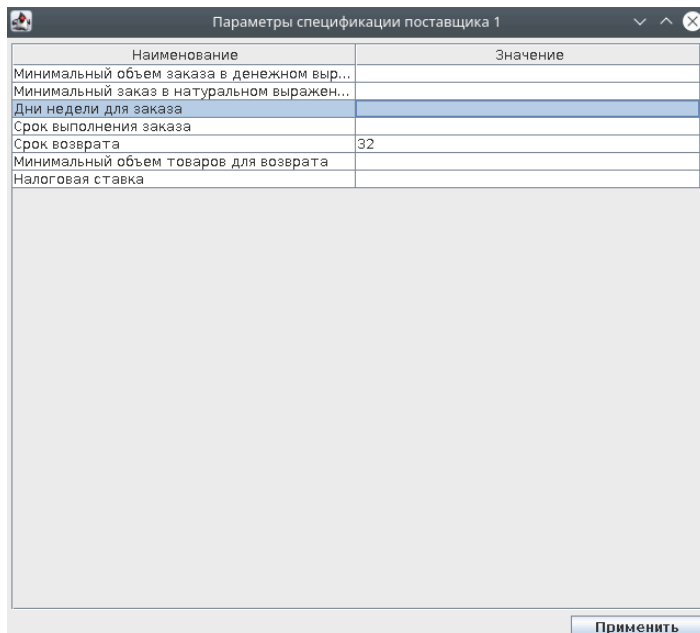 Параметры спецификации поставщика 1
Наименование Значение
Минимальный объем заказа в денежном выр...
Минимальный заказ в натуральном выражен...
Дни недели для заказа
Срок выполнения заказа
Срок возврата 32
Минимальный объем товаров для возврата
Налоговая ставка
Применить